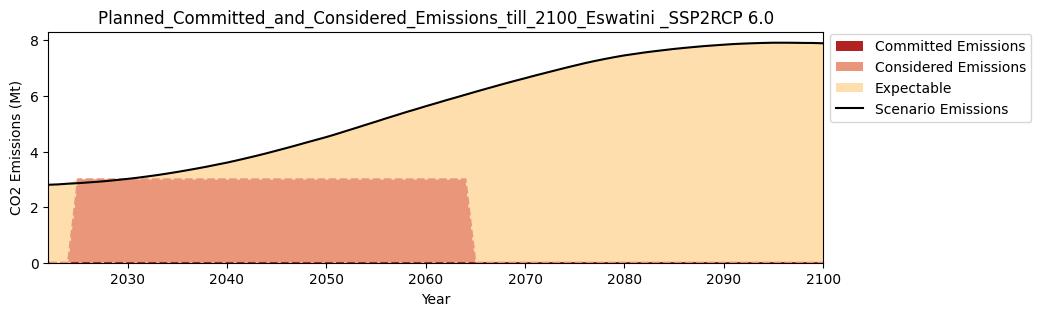 Planned_Committed_and_Considered_Emissions_till_2100_Eswatini _SSP2RCP 6.0
CO2 Emissions (Mt)
8
6
4
2
0
2030 2040 2050 2060 2070 2080 2090 2100
Year
Committed Emissions
Considered Emissions
Expectable
Scenario Emissions